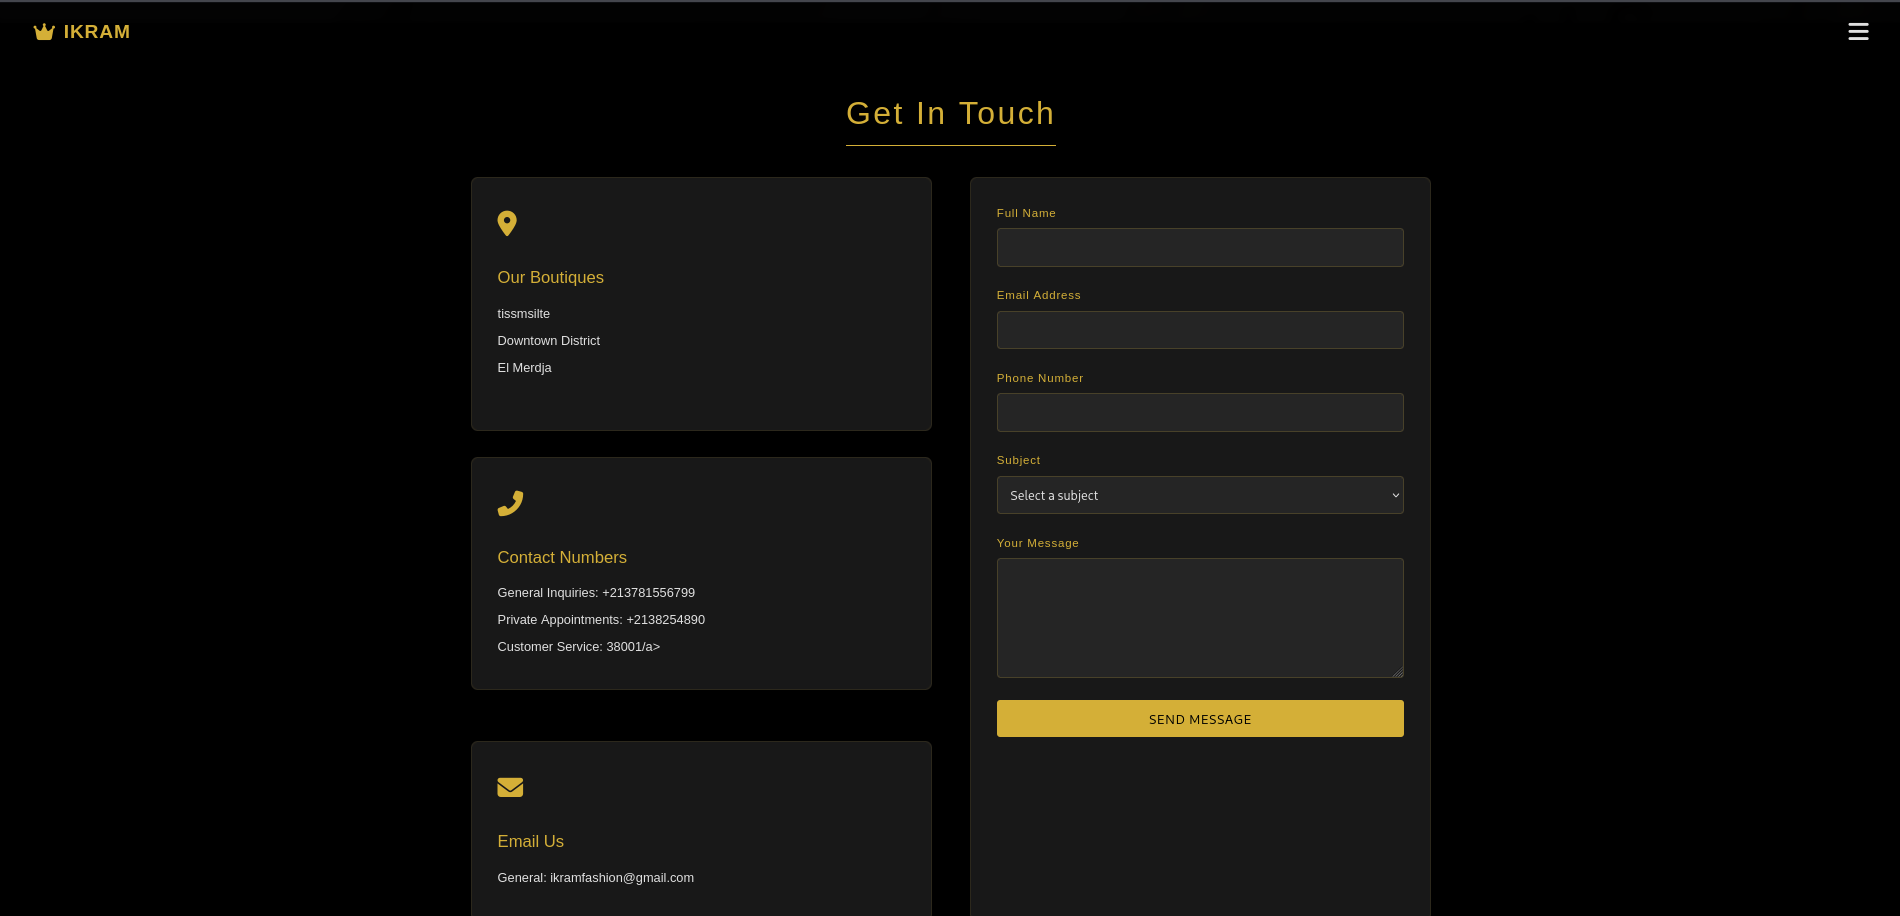 IKRAM
Get In Touch
Our Boutiques
tissmsilte
Downtown District
El Merdja
Contact Numbers
General Inquiries: +213781556799
Private Appointments: +2138254890
Customer Service: 38001/a>
Email Us
General: ikramfashion@gmail.com
Full Name
Email Address
Phone Number
Subject
Select a subject
Your Message
SEND MESSAGE